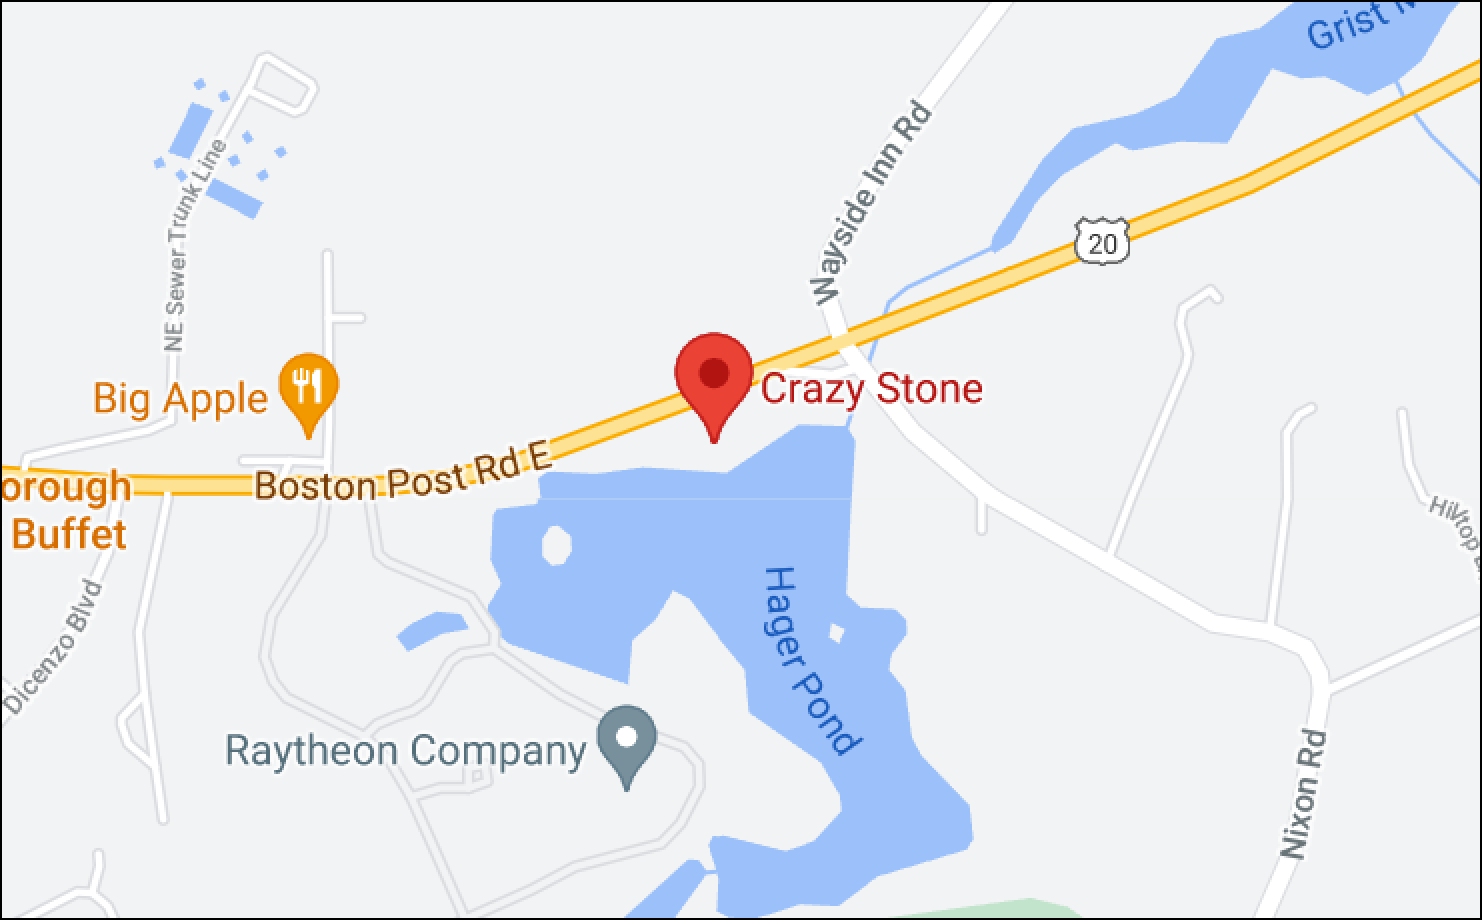 Grist M
Wayside Inn Rd
NE Sewer Trunk Line
20
Big Apple
Crazy Stone
Boston Post Rd E
orough
Buffet
Hager Pond
Dicenzo Blvd
Raytheon Company
Nixon Rd
Hilltop